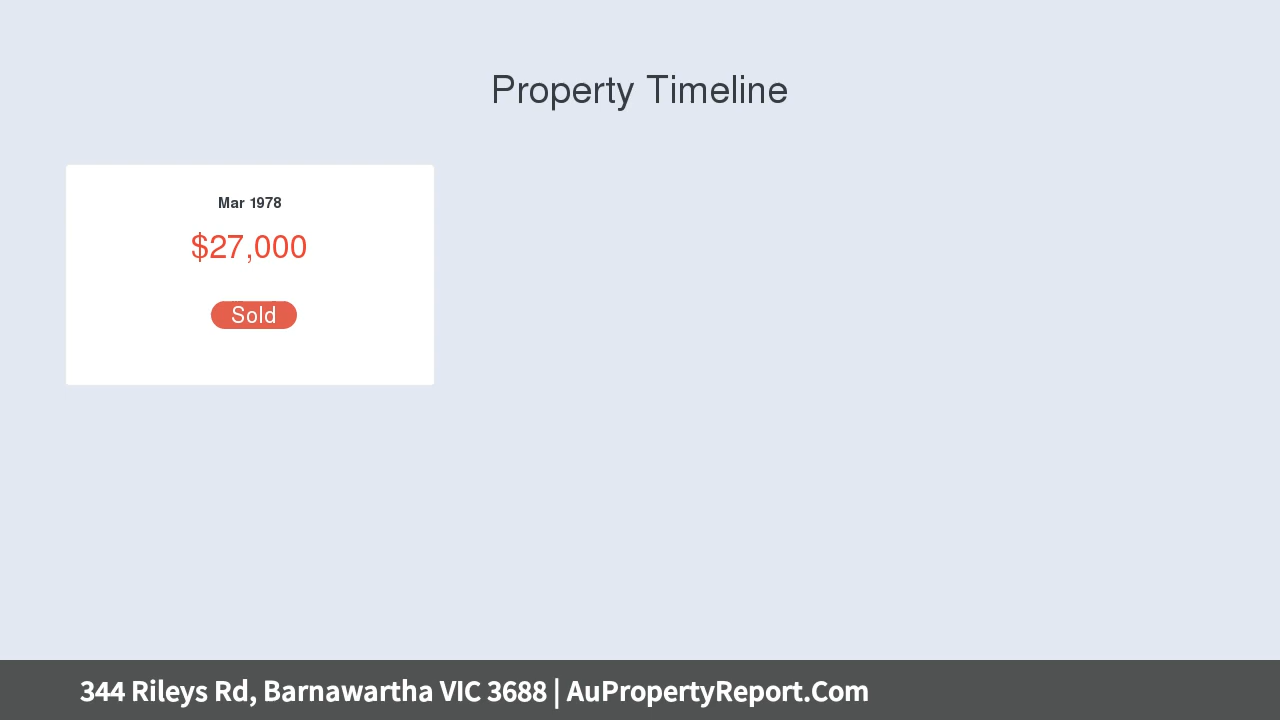 Property Timeline
Mar 1978
$27,000
Sold
344 Rileys Rd, Barnawartha VIC 3688 | AuPropertyReport.Com